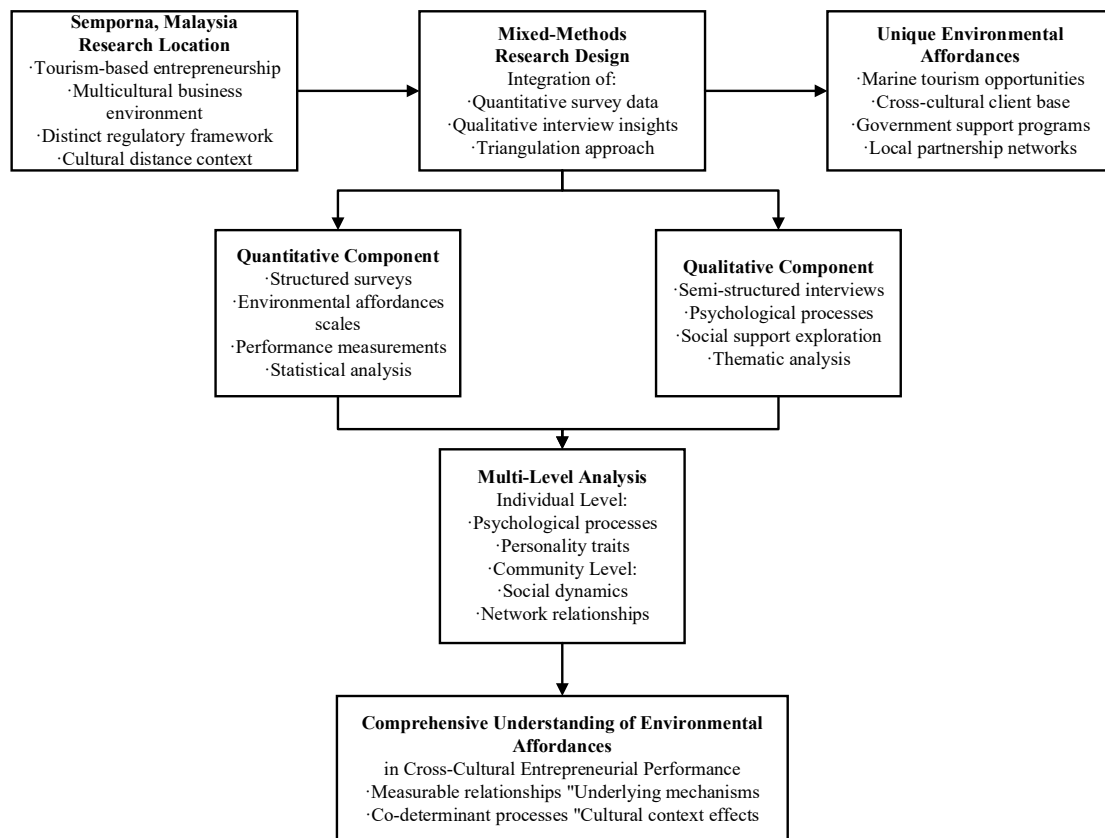 Semporna, Malaysia
Research Location
·Tourism-based entrepreneurship
·Multicultural business
environment
·Distinct regulatory framework
·Cultural distance context
Mixed-Methods
Research Design
Integration of:
·Quantitative survey data
·Qualitative interview insights
·Triangulation approach
Unique Environmental
Affordances
·Marine tourism opportunities
·Cross-cultural client base
·Government support programs
·Local partnership networks
Quantitative Component
·Structured surveys
·Environmental affordances
scales
·Performance measurements
·Statistical analysis
Qualitative Component
·Semi-structured interviews
·Psychological processes
·Social support exploration
·Thematic analysis
Multi-Level Analysis
Individual Level:
·Psychological processes
·Personality traits
·Community Level:
·Social dynamics
·Network relationships
Comprehensive Understanding of Environmental
Affordances
in Cross-Cultural Entrepreneurial Performance
·Measurable relationships "Underlying mechanisms
·Co-determinant processes "Cultural context effects